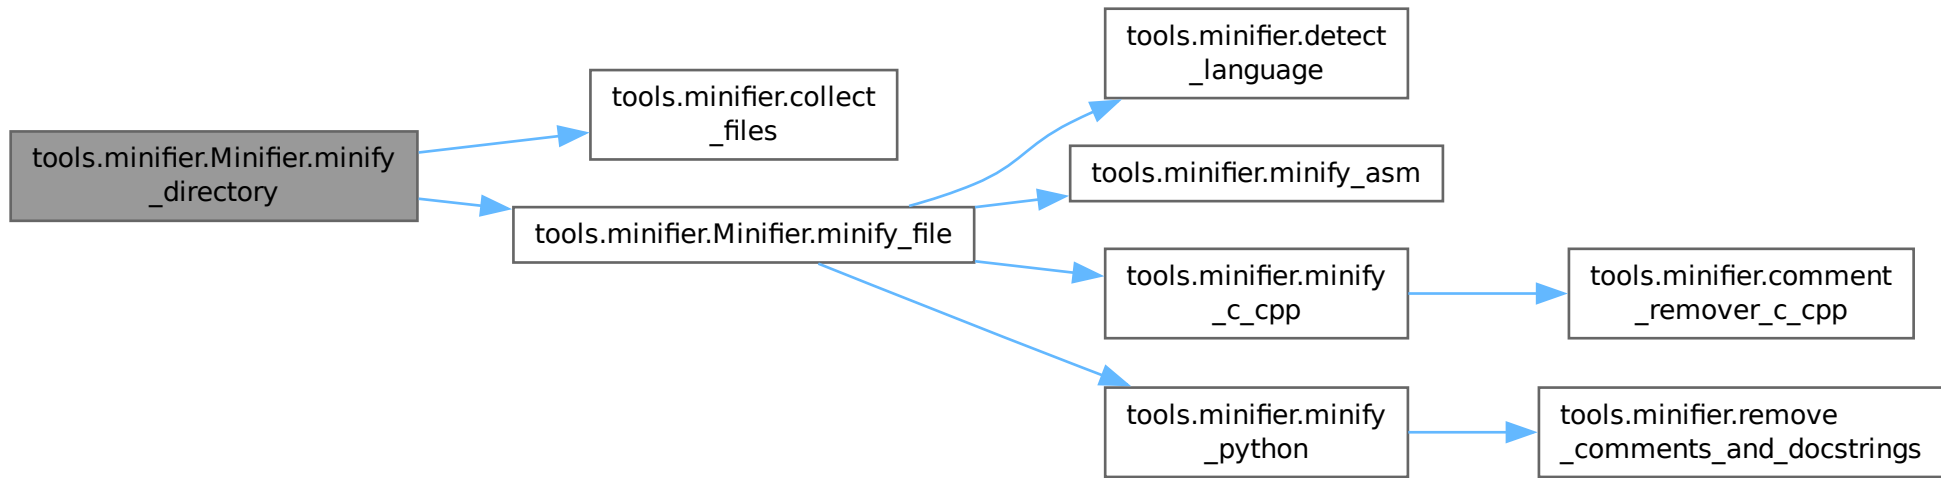 tools.minifier.Minifier.minify
_directory
tools.minifier.collect
_files
tools.minifier.Minifier.minify_file
tools.minifier.detect
_language
tools.minifier.minify_asm
tools.minifier.minify
_c_cpp
tools.minifier.comment
_remover_c_cpp
tools.minifier.minify
_python
tools.minifier.remove
_comments_and_docstrings